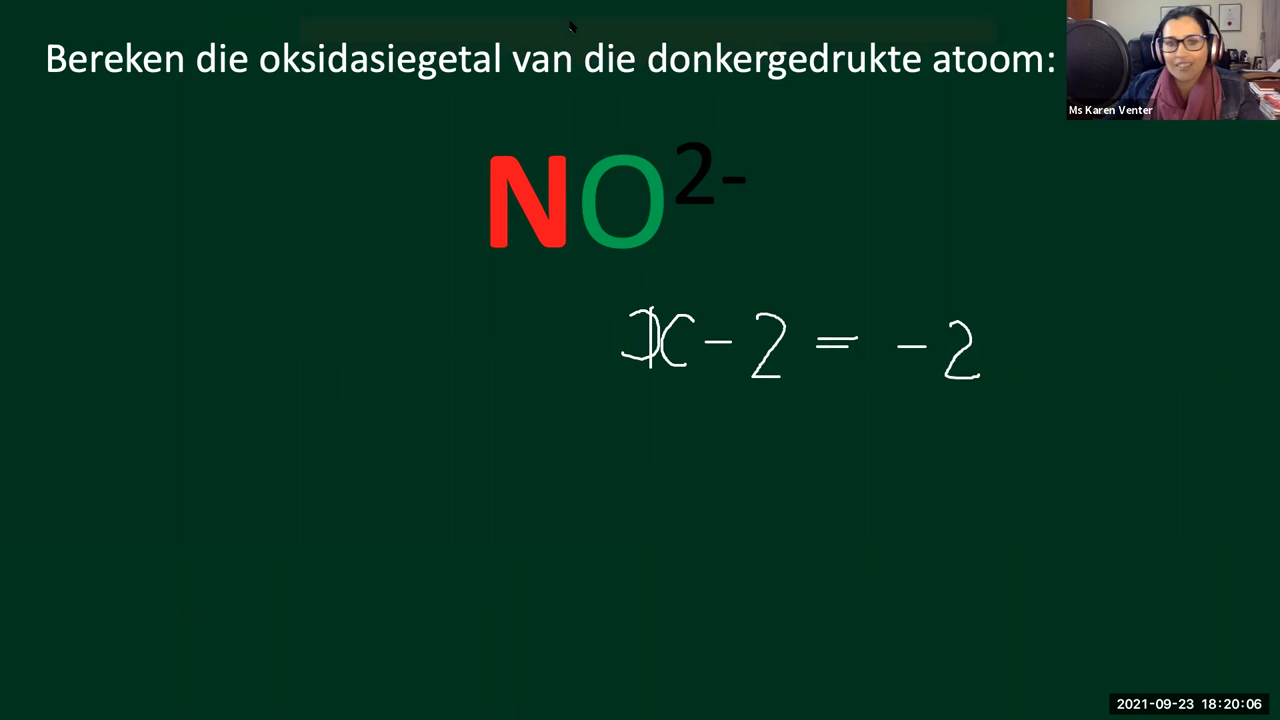 Bereken die oksidasiegetal van die donkergedrukte atoom:
Ms Karen Venter
NO²⁻
x - 2 = - 2
2021-09-23 18:20:06